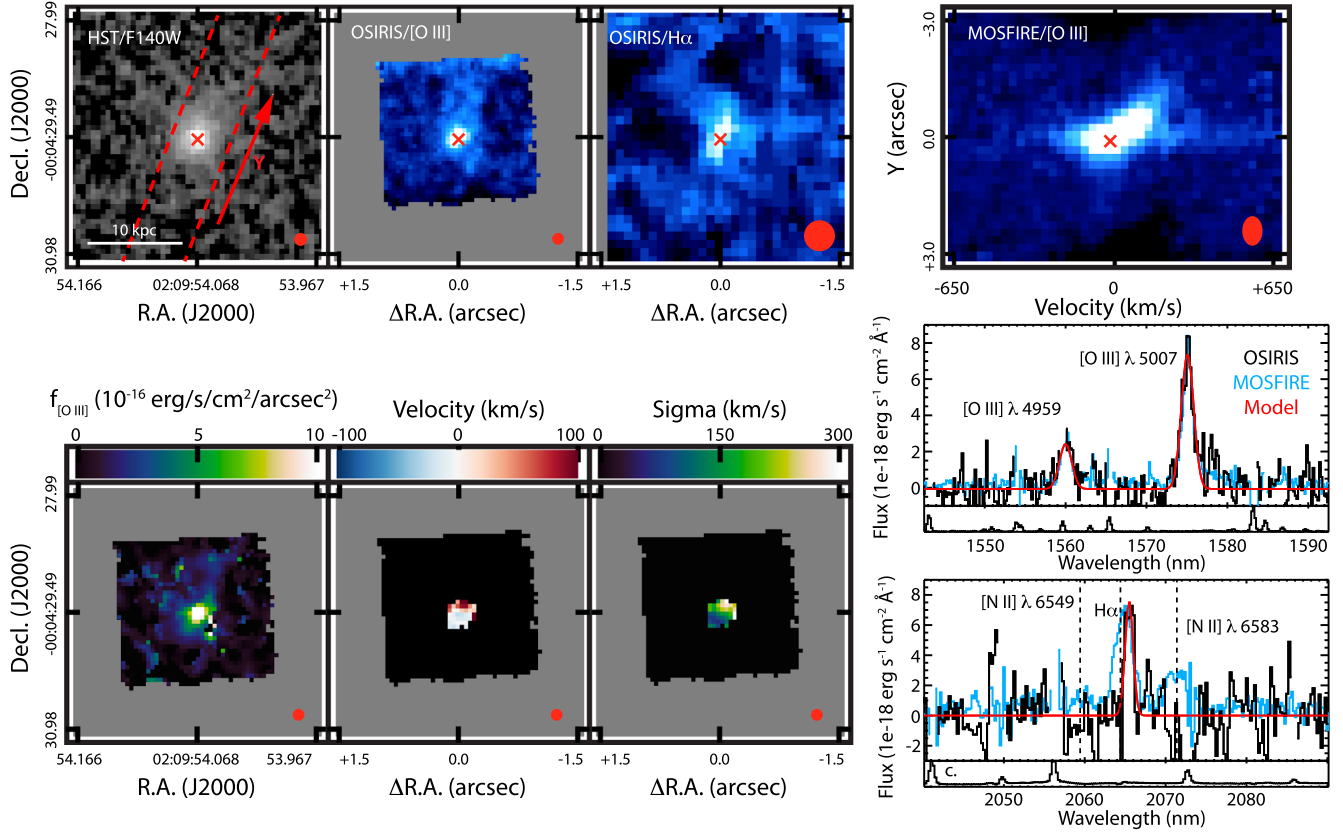 HST/F140W
OSIRIS/[O III]
OSIRIS/Hα
MOSFIRE/[O III]
Decl. (J2000)
27.99
-00:04:29.49
30.98
Y
10 kpc
54.166
02:09:54.068
53.967
R.A. (J2000)
+1.5
0.0
-1.5
ΔR.A. (arcsec)
+1.5
0.0
-1.5
ΔR.A. (arcsec)
Y (arcsec)
-3.0
0.0
+3.0
-650
0
+650
Velocity (km/s)
f[O III] (10-16 erg/s/cm2/arcsec2)
0
5
10
Velocity (km/s)
-100
0
100
Sigma (km/s)
0
150
300
Decl. (J2000)
27.99
-00:04:29.49
30.98
54.166
02:09:54.068
53.967
R.A. (J2000)
+1.5
0.0
-1.5
ΔR.A. (arcsec)
+1.5
0.0
-1.5
ΔR.A. (arcsec)
Flux (1e-18 erg s-1 cm-2 Å-1)
8
6
4
2
0
[O III] λ 5007
[O III] λ 4959
OSIRIS
MOSFIRE
Model
1550
1560
1570
1580
1590
Wavelength (nm)
Flux (1e-18 erg s-1 cm-2 Å-1)
8
6
4
2
0
-2
[N II] λ 6549
Hα
[N II] λ 6583
c.
2050
2060
2070
2080
Wavelength (nm)